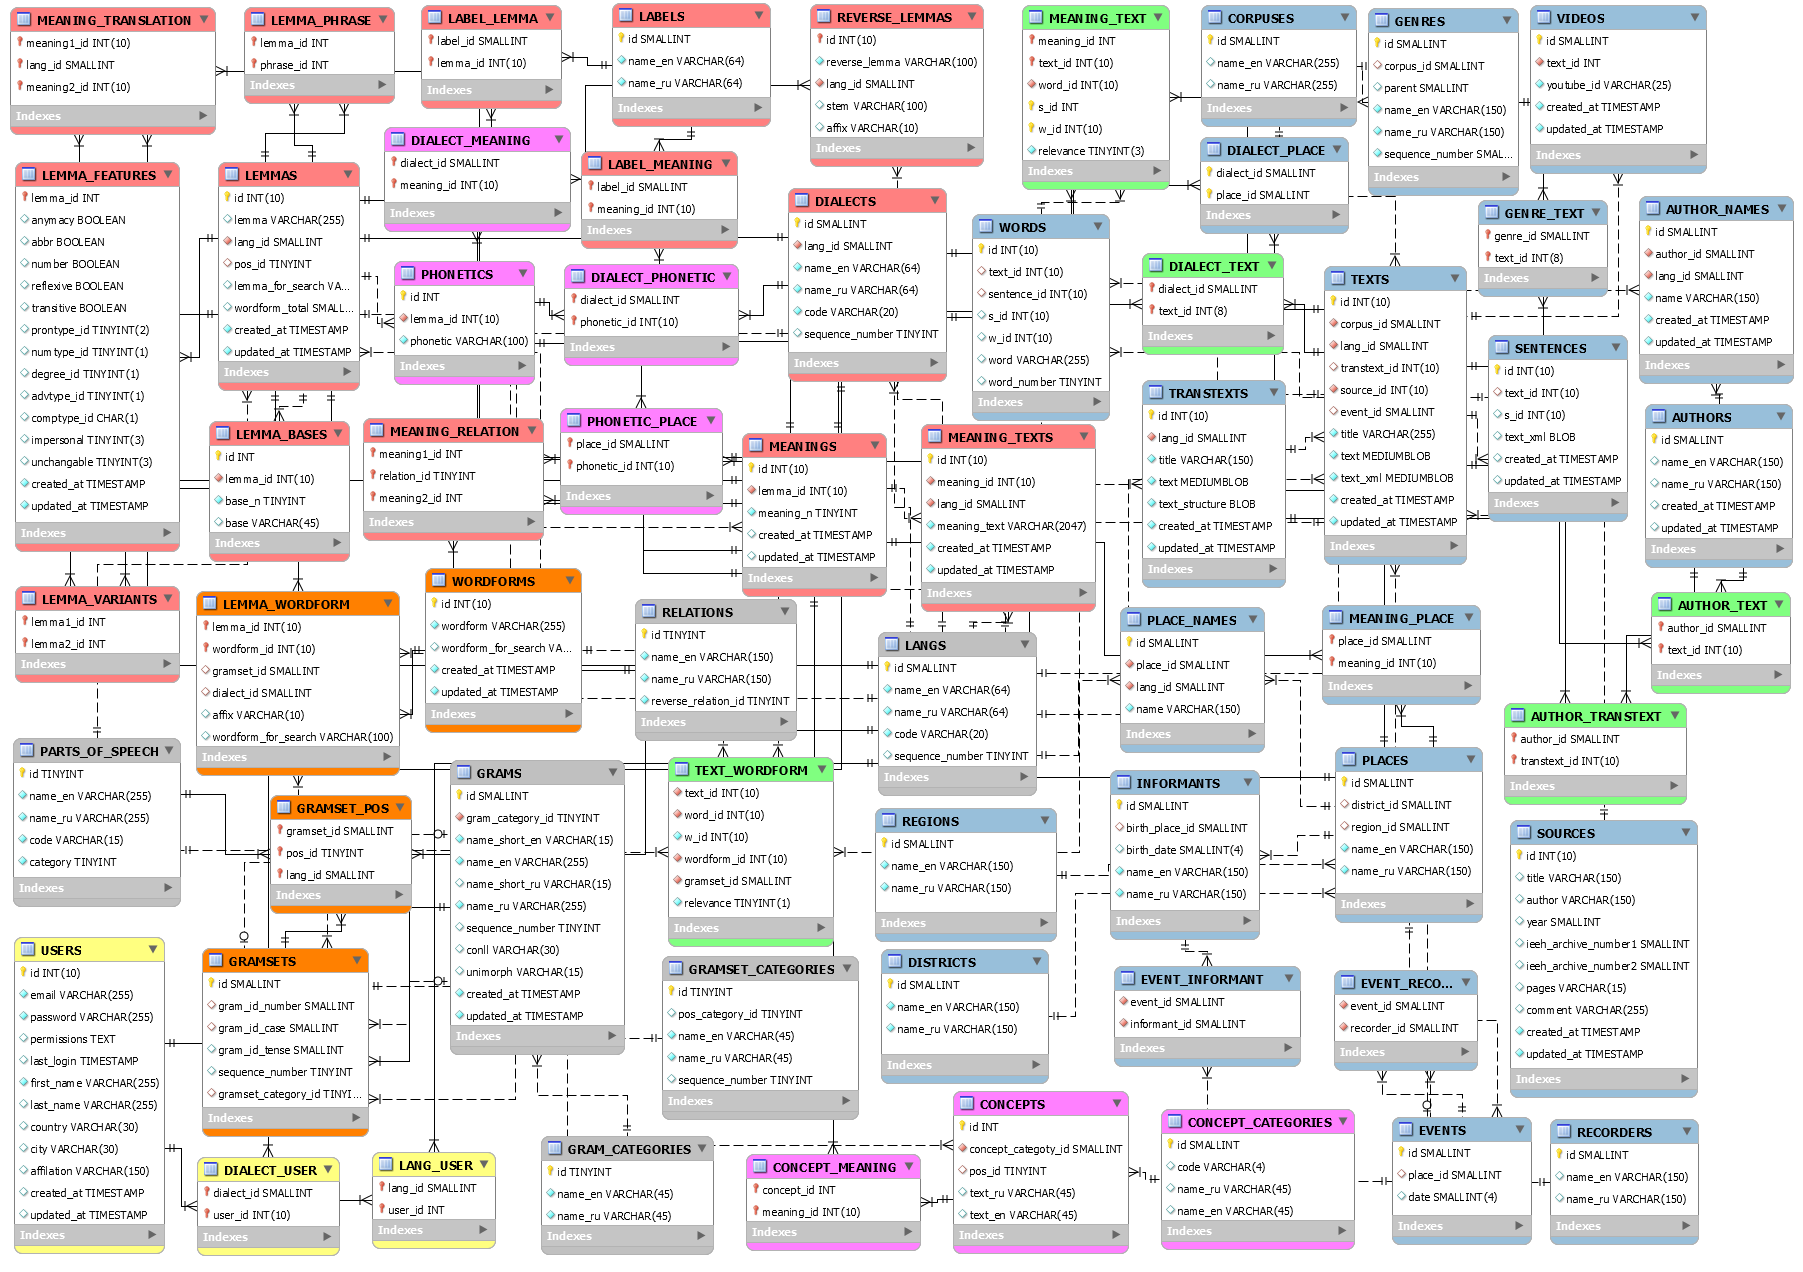 MEANING_TRANSLATION
meaning1_id INT(10)
lang_id SMALLINT
meaning2_id INT(10)
Indexes
LEMMA_PHRASE
lemma_id INT
phrase_id INT
Indexes
LABEL_LEMMA
label_id SMALLINT
lemma_id INT(10)
Indexes
LABELS
id SMALLINT
name_en VARCHAR(64)
name_ru VARCHAR(64)
Indexes
REVERSE_LEMMAS
id INT(10)
reverse_lemma VARCHAR(100)
lang_id SMALLINT
stem VARCHAR(100)
affix VARCHAR(10)
Indexes
MEANING_TEXT
meaning_id INT
text_id INT(10)
word_id INT(10)
s_id INT
w_id INT(10)
relevance TINYINT(3)
Indexes
CORPUSES
id SMALLINT
name_en VARCHAR(255)
name_ru VARCHAR(255)
Indexes
GENRES
id SMALLINT
corpus_id SMALLINT
parent SMALLINT
name_en VARCHAR(150)
name_ru VARCHAR(150)
sequence_number SMAL...
Indexes
VIDEOS
id SMALLINT
text_id INT
youtube_id VARCHAR(25)
created_at TIMESTAMP
updated_at TIMESTAMP
Indexes
DIALECT_MEANING
dialect_id SMALLINT
meaning_id INT(10)
Indexes
LABEL_MEANING
label_id SMALLINT
meaning_id INT(10)
Indexes
DIALECT_PLACE
dialect_id SMALLINT
place_id SMALLINT
Indexes
LEMMA_FEATURES
lemma_id INT
anymacy BOOLEAN
abbr BOOLEAN
number BOOLEAN
reflexive BOOLEAN
transitive BOOLEAN
prontype_id TINYINT(2)
numtype_id TINYINT(1)
degree_id TINYINT(1)
advtype_id TINYINT(1)
comptype_id CHAR(1)
impersonal TINYINT(3)
unchangable TINYINT(3)
created_at TIMESTAMP
updated_at TIMESTAMP
Indexes
LEMMAS
id INT(10)
lemma VARCHAR(255)
lang_id SMALLINT
pos_id TINYINT
lemma_for_search VA...
wordform_total SMALL...
created_at TIMESTAMP
updated_at TIMESTAMP
Indexes
PHONETICS
id INT
lemma_id INT(10)
phonetic VARCHAR(100)
Indexes
DIALECT_PHONETIC
dialect_id SMALLINT
phonetic_id INT(10)
Indexes
DIALECTS
id SMALLINT
lang_id SMALLINT
name_en VARCHAR(64)
name_ru VARCHAR(64)
code VARCHAR(20)
sequence_number TINYINT
Indexes
WORDS
id INT(10)
text_id INT(10)
sentence_id INT(10)
s_id INT(10)
w_id INT(10)
word VARCHAR(255)
word_number TINYINT
Indexes
DIALECT_TEXT
dialect_id SMALLINT
text_id INT(8)
Indexes
TEXTS
id INT(10)
corpus_id SMALLINT
lang_id SMALLINT
transtext_id INT(10)
source_id INT(10)
event_id SMALLINT
title VARCHAR(255)
text MEDIUMBLOB
text_xml MEDIUMBLOB
created_at TIMESTAMP
updated_at TIMESTAMP
Indexes
GENRE_TEXT
genre_id SMALLINT
text_id INT(8)
Indexes
AUTHOR_NAMES
id SMALLINT
author_id SMALLINT
lang_id SMALLINT
name VARCHAR(150)
created_at TIMESTAMP
updated_at TIMESTAMP
Indexes
SENTENCES
id INT(10)
text_id INT(10)
s_id INT(10)
text_xml BLOB
created_at TIMESTAMP
updated_at TIMESTAMP
Indexes
TRANSTEXTS
id INT(10)
lang_id SMALLINT
title VARCHAR(150)
text MEDIUMBLOB
text_structure BLOB
created_at TIMESTAMP
updated_at TIMESTAMP
Indexes
AUTHORS
id SMALLINT
name_en VARCHAR(150)
name_ru VARCHAR(150)
created_at TIMESTAMP
updated_at TIMESTAMP
Indexes
LEMMA_BASES
id INT
lemma_id INT(10)
base_n TINYINT
base VARCHAR(45)
Indexes
MEANING_RELATION
meaning1_id INT
relation_id TINYINT
meaning2_id INT
Indexes
PHONETIC_PLACE
place_id SMALLINT
phonetic_id INT(10)
Indexes
MEANINGS
id INT(10)
lemma_id INT(10)
meaning_n TINYINT
created_at TIMESTAMP
updated_at TIMESTAMP
Indexes
MEANING_TEXTS
id INT(10)
meaning_id INT(10)
lang_id SMALLINT
meaning_text VARCHAR(2047)
created_at TIMESTAMP
updated_at TIMESTAMP
Indexes
LEMMA_VARIANTS
lemma1_id INT
lemma2_id INT
Indexes
LEMMA_WORDFORM
lemma_id INT(10)
wordform_id INT(10)
gramset_id SMALLINT
dialect_id SMALLINT
affix VARCHAR(10)
wordform_for_search VARCHAR(100)
Indexes
WORDFORMS
id INT(10)
wordform VARCHAR(255)
wordform_for_search VA...
created_at TIMESTAMP
updated_at TIMESTAMP
Indexes
RELATIONS
id TINYINT
name_en VARCHAR(150)
name_ru VARCHAR(150)
reverse_relation_id TINYINT
Indexes
LANGS
id SMALLINT
name_en VARCHAR(64)
name_ru VARCHAR(64)
code VARCHAR(20)
sequence_number TINYINT
Indexes
PLACE_NAMES
place_id SMALLINT
lang_id SMALLINT
name VARCHAR(150)
Indexes
MEANING_PLACE
place_id SMALLINT
meaning_id INT(10)
Indexes
AUTHOR_TEXT
author_id SMALLINT
text_id INT(10)
Indexes
AUTHOR_TRANSTEXT
author_id SMALLINT
transtext_id INT(10)
Indexes
PARTS_OF_SPEECH
id TINYINT
name_en VARCHAR(255)
name_ru VARCHAR(255)
code VARCHAR(15)
category TINYINT
Indexes
GRAMSET_POS
gramset_id SMALLINT
pos_id TINYINT
lang_id SMALLINT
Indexes
GRAMS
id SMALLINT
gram_category_id TINYINT
name_short_en VARCHAR(15)
name_en VARCHAR(255)
name_short_ru VARCHAR(15)
name_ru VARCHAR(255)
sequence_number TINYINT
conll VARCHAR(30)
unimorph VARCHAR(15)
created_at TIMESTAMP
updated_at TIMESTAMP
Indexes
TEXT_WORDFORM
text_id INT(10)
word_id INT(10)
w_id INT(10)
wordform_id INT(10)
gramset_id SMALLINT
relevance TINYINT(1)
Indexes
REGIONS
id SMALLINT
name_en VARCHAR(150)
name_ru VARCHAR(150)
Indexes
INFORMANTS
id SMALLINT
birth_place_id SMALLINT
birth_date SMALLINT(4)
name_en VARCHAR(150)
name_ru VARCHAR(150)
Indexes
PLACES
id SMALLINT
district_id SMALLINT
region_id SMALLINT
name_en VARCHAR(150)
name_ru VARCHAR(150)
Indexes
SOURCES
id INT(10)
title VARCHAR(150)
author VARCHAR(150)
year SMALLINT
ieeh_archive_number1 SMALLINT
ieeh_archive_number2 SMALLINT
pages VARCHAR(15)
comment VARCHAR(255)
created_at TIMESTAMP
updated_at TIMESTAMP
Indexes
USERS
id INT(10)
email VARCHAR(255)
password VARCHAR(255)
permissions TEXT
last_login TIMESTAMP
first_name VARCHAR(255)
last_name VARCHAR(255)
country VARCHAR(30)
city VARCHAR(30)
affilation VARCHAR(150)
created_at TIMESTAMP
updated_at TIMESTAMP
Indexes
GRAMSETS
id SMALLINT
gram_id_number SMALLINT
gram_id_case SMALLINT
gram_id_tense SMALLINT
sequence_number TINYINT
gramset_category_id TINYI...
Indexes
GRAMSET_CATEGORIES
id TINYINT
pos_category_id TINYINT
name_en VARCHAR(45)
name_ru VARCHAR(45)
sequence_number TINYINT
Indexes
DISTRICTS
id SMALLINT
name_en VARCHAR(150)
name_ru VARCHAR(150)
Indexes
EVENT_INFORMANT
event_id SMALLINT
informant_id SMALLINT
Indexes
EVENT_RECO...
event_id SMALLINT
recorder_id SMALLINT
Indexes
DIALECT_USER
dialect_id SMALLINT
user_id INT(10)
Indexes
LANG_USER
lang_id SMALLINT
user_id INT
Indexes
GRAM_CATEGORIES
id TINYINT
name_en VARCHAR(45)
name_ru VARCHAR(45)
Indexes
CONCEPT_MEANING
concept_id INT
meaning_id INT(10)
Indexes
CONCEPTS
id INT
concept_categoty_id SMALLINT
pos_id TINYINT
text_ru VARCHAR(45)
text_en VARCHAR(45)
Indexes
CONCEPT_CATEGORIES
id SMALLINT
code VARCHAR(4)
name_ru VARCHAR(45)
name_en VARCHAR(45)
Indexes
EVENTS
id SMALLINT
place_id SMALLINT
date SMALLINT(4)
Indexes
RECORDERS
id SMALLINT
name_en VARCHAR(150)
name_ru VARCHAR(150)
Indexes